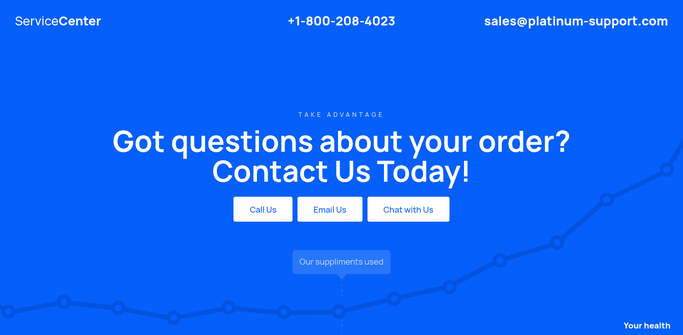 ServiceCenter
+1-800-208-4023
sales@platinum-support.com
TAKE ADVANTAGE
Got questions about your order?
Contact Us Today!
Call Us
Email Us
Chat with Us
Our suppliments used
Your health